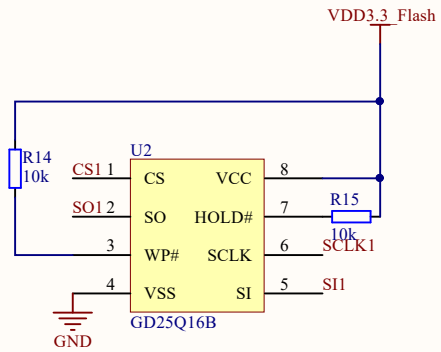 VDD3.3_Flash
U2
R14
10k
CS1 1 CS VCC 8
R15
SO1 2 SO HOLD# 7
10k
3 WP# SCLK 6 SCLK1
4 VSS SI 5 SI1
GD25Q16B
GND